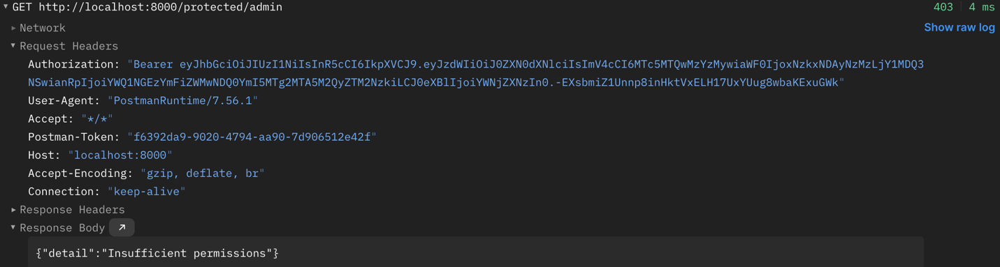 GET http://localhost:8000/protected/admin 403 4 ms
Network Show raw log
Request Headers
Authorization: "Bearer eyJhbGciOiJIUzI1NiIsInR5cCI6IkpXVCJ9.eyJzdWIiOiJ0ZXN0dXNlciIsImV4cCI6MTc5MTQwMzYzMywiaWF0IjoxNzkxNDAyNzMzLjY1MDQ3
NSwianRpIjoiYWQ1NGEzYmFiZWMwNDQ0YmI5MTg2MTA5M2QyZTM2NzkiLCJ0eXBlIjoiYWNjZXNzIn0.-EXsbmiZ1Unnp8inHktVxELH17UxYUug8wbaKExuGWk"
User-Agent: "PostmanRuntime/7.56.1"
Accept: "*/*"
Postman-Token: "f6392da9-9020-4794-aa90-7d906512e42f"
Host: "localhost:8000"
Accept-Encoding: "gzip, deflate, br"
Connection: "keep-alive"
Response Headers
Response Body
{"detail":"Insufficient permissions"}